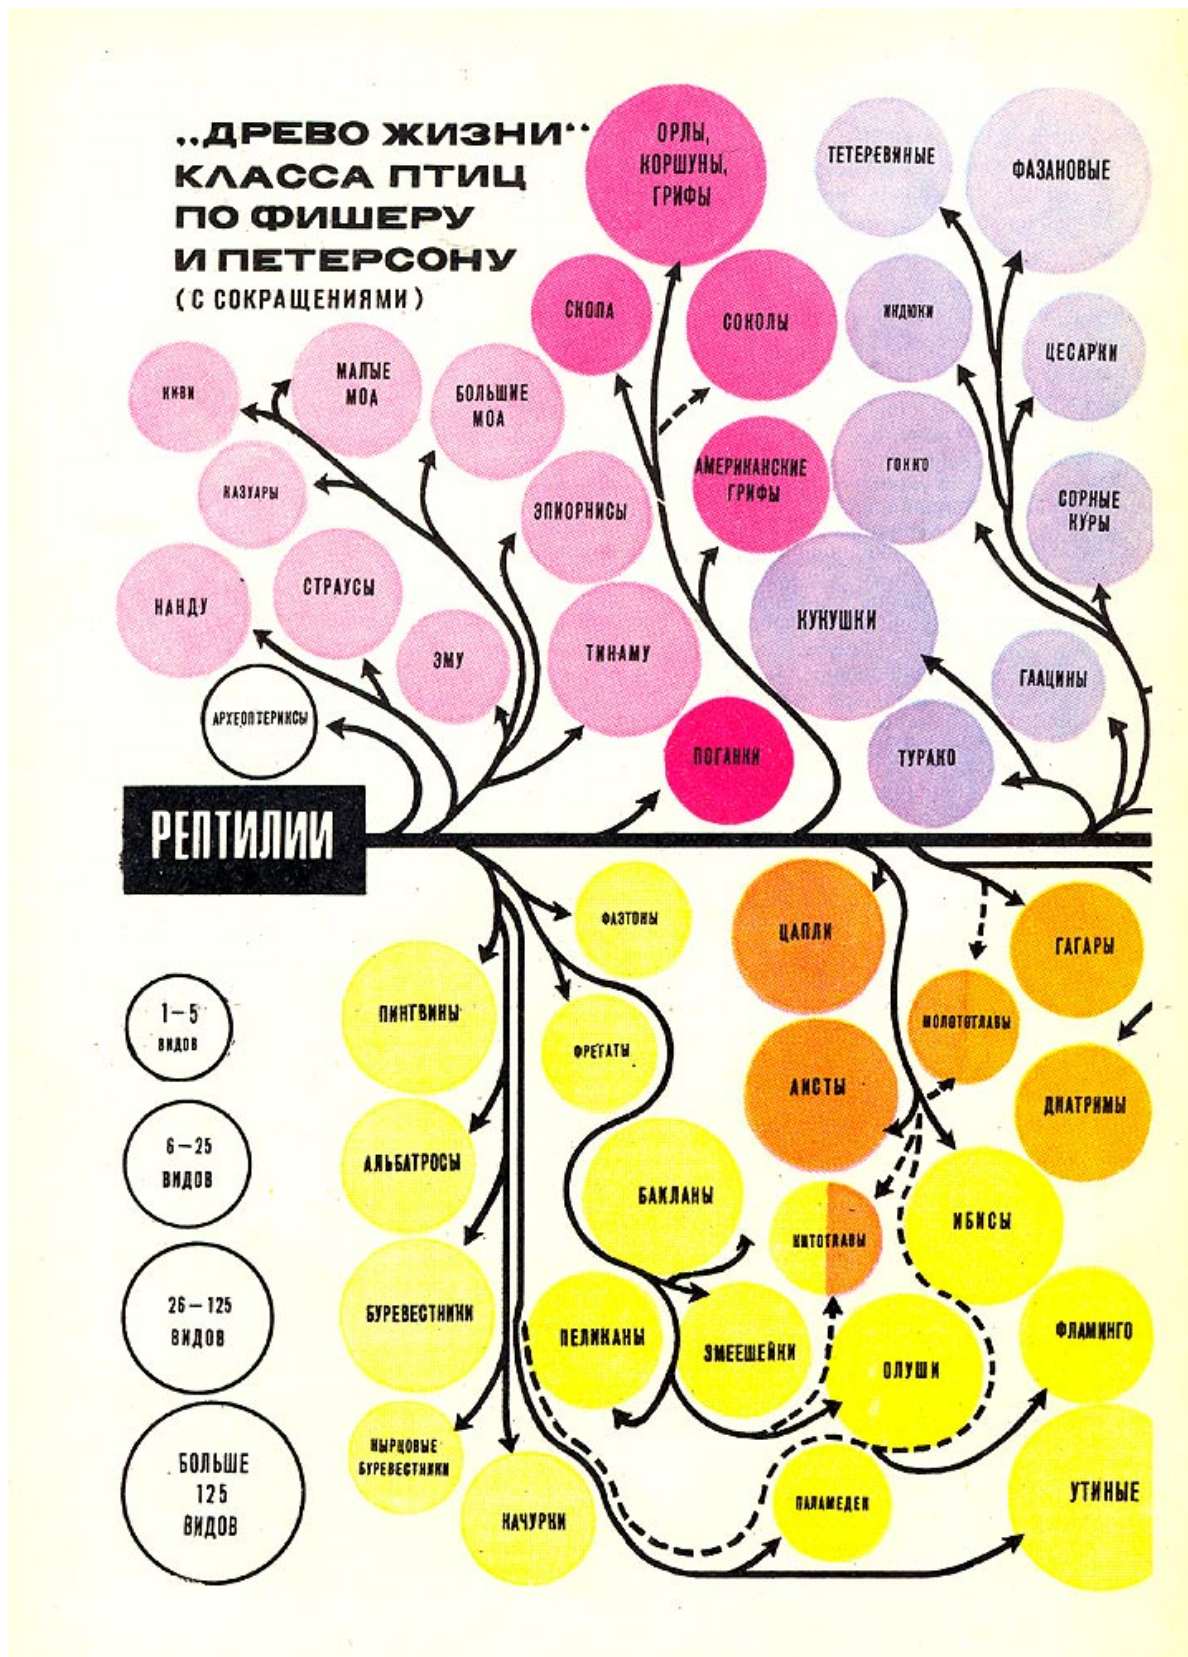 „ДРЕВО ЖИЗНИ“
КЛАССА ПТИЦ
ПО ФИШЕРУ
И ПЕТЕРСОНУ
(С СОКРАЩЕНИЯМИ)
ОРЛЫ,
КОРШУНЫ,
ГРИФЫ
ТЕТЕРЕВИНЫЕ
ФАЗАНОВЫЕ
СКОПА
СОКОЛЫ
ИНДЮКИ
ЦЕСАРКИ
КИВИ
МАЛЫЕ
МОА
БОЛЬШИЕ
МОА
КАЗУАРЫ
ЭПИОРНИСЫ
АМЕРИКАНСКИЕ
ГРИФЫ
ГОККО
СОРНЫЕ
КУРЫ
НАНДУ
СТРАУСЫ
ЭМУ
ТИНАМУ
КУКУШКИ
ГААЦИНЫ
АРХЕОПТЕРИКСЫ
ПОГАНКИ
ТУРАКО
РЕПТИЛИИ
ФАЭТОНЫ
ЦАПЛИ
ГАГАРЫ
1—5
ВИДОВ
ПИНГВИНЫ
ФРЕГАТЫ
МОЛОТОГЛАВЫ
АИСТЫ
ДИАТРИМЫ
6—25
ВИДОВ
АЛЬБАТРОСЫ
БАКЛАНЫ
КИТОГЛАВЫ
ИБИСЫ
26—125
ВИДОВ
БУРЕВЕСТНИКИ
ПЕЛИКАНЫ
ЗМЕЕШЕЙКИ
ОЛУШИ
ФЛАМИНГО
БОЛЬШЕ
125
ВИДОВ
НЫРЦОВЫЕ
БУРЕВЕСТНИКИ
КАЧУРКИ
ПАЛАМЕДЕИ
УТИНЫЕ